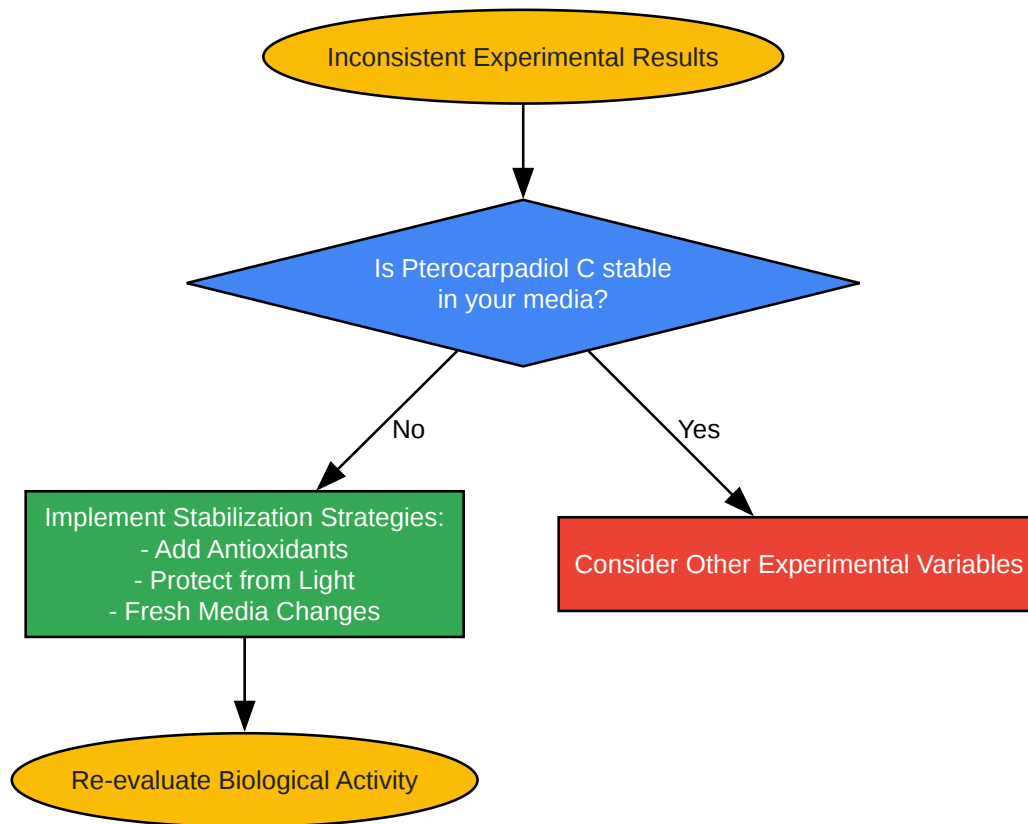 Inconsistent Experimental Results
Is Pterocarpadiol C stable
in your media?
No
Yes
Implement Stabilization Strategies:
- Add Antioxidants
- Protect from Light
- Fresh Media Changes
Consider Other Experimental Variables
Re-evaluate Biological Activity